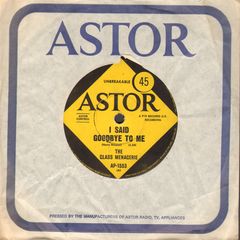 ASTOR
UNBREAKABLE
45
ASTOR
I SAID
GOODBYE TO ME
THE
GLASS MENAGERIE
AP-1553
PRESSED BY THE MANUFACTURERS OF ASTOR RADIO, TV, APPLIANCES